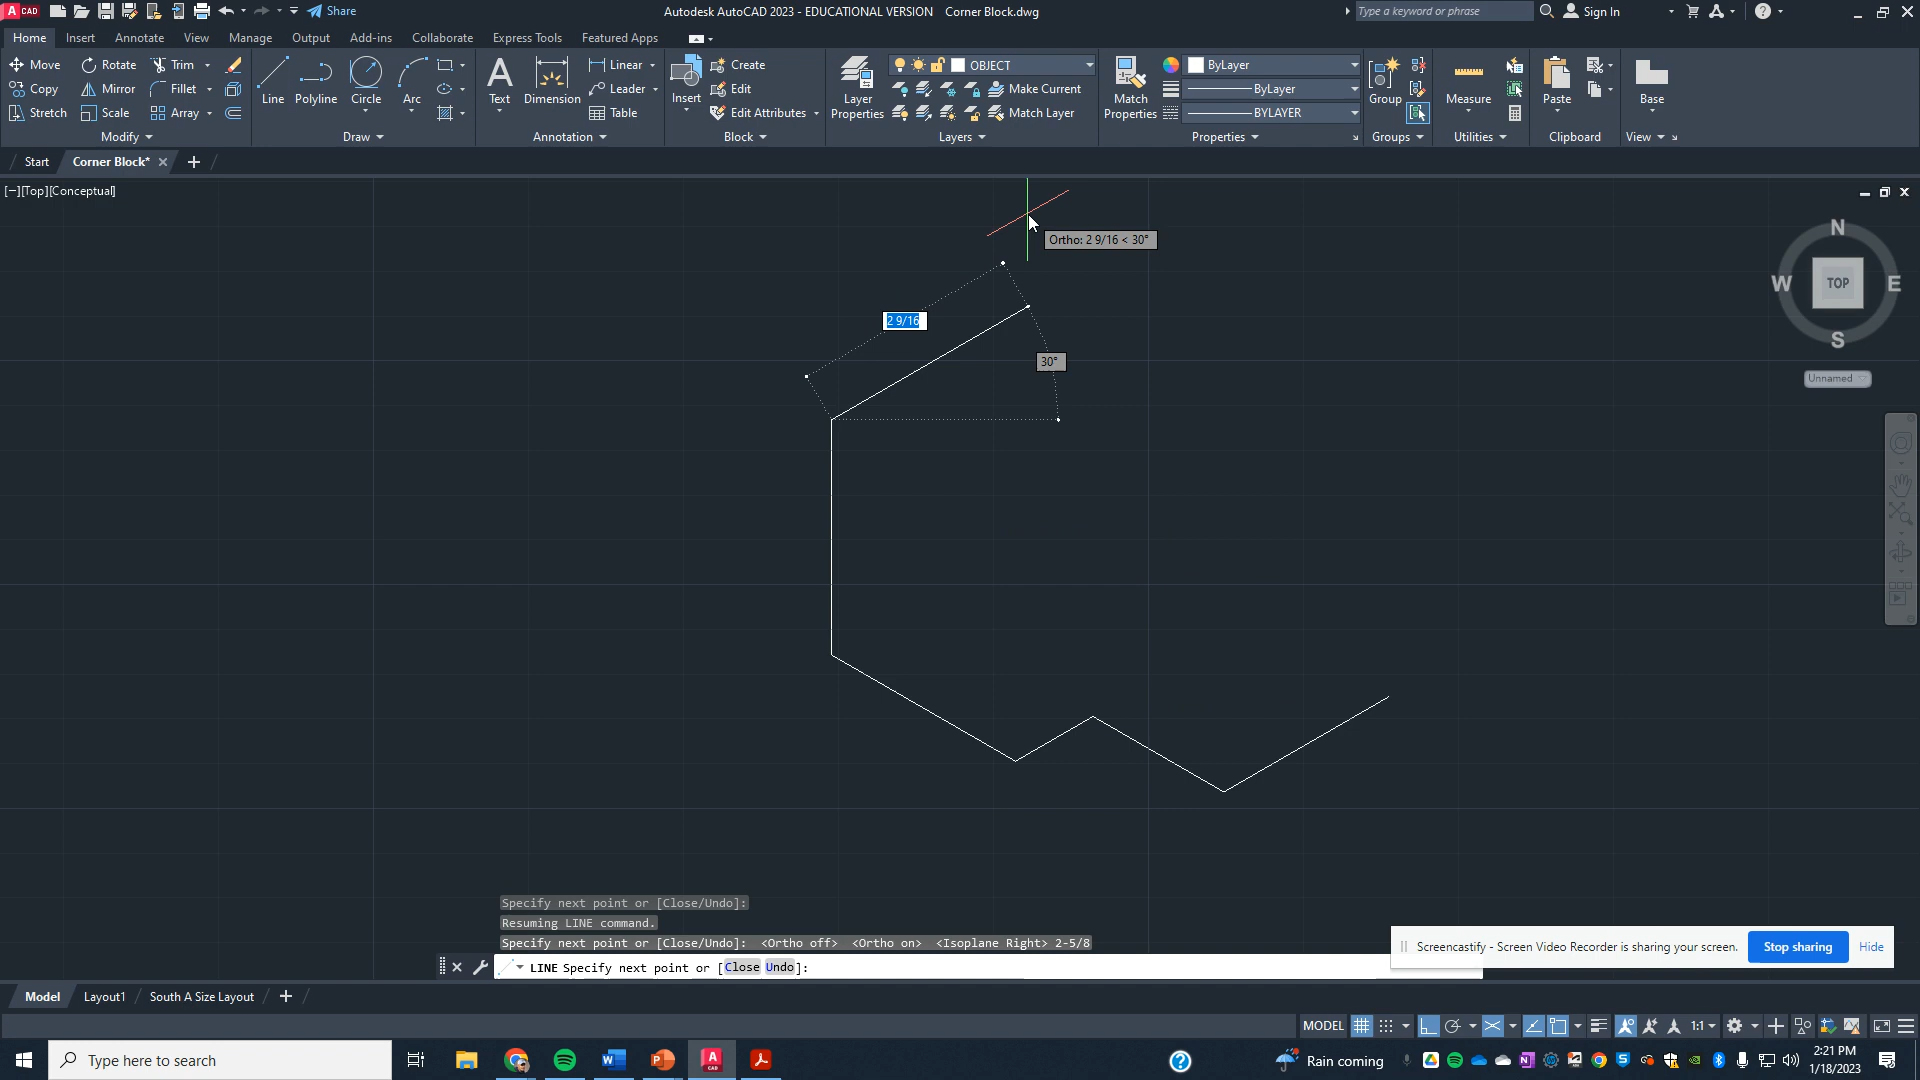 CAD Share Autodesk AutoCAD 2023 - EDUCATIONAL VERSION Corner Block.dwg Type a keyword or phrase Sign In
Home Insert Annotate View Manage Output Add-ins Collaborate Express Tools Featured Apps
Move Rotate Trim Linear Create OBJECT ByLayer
Copy Mirror Fillet Leader Edit Make Current ByLayer
Line Polyline Circle Arc Text Dimension Insert Layer Properties Match Properties Group Measure Paste Base
Stretch Scale Array Table Edit Attributes Match Layer BYLAYER
Modify Draw Annotation Block Layers Properties Groups Utilities Clipboard View
Start Corner Block*
[−][Top][Conceptual]
N
Ortho: 2 9/16 < 30°
W TOP E
2 9/16
S
30°
Unnamed
Specify next point or [Close/Undo]:
Resuming LINE command.
Specify next point or [Close/Undo]: <Ortho off> <Ortho on> <Isoplane Right> 2-5/8
Screencastify - Screen Video Recorder is sharing your screen. Stop sharing Hide
LINE Specify next point or [Close Undo]:
Model Layout1 South A Size Layout
MODEL 1:1
Type here to search Rain coming 2:21 PM
1/18/2023